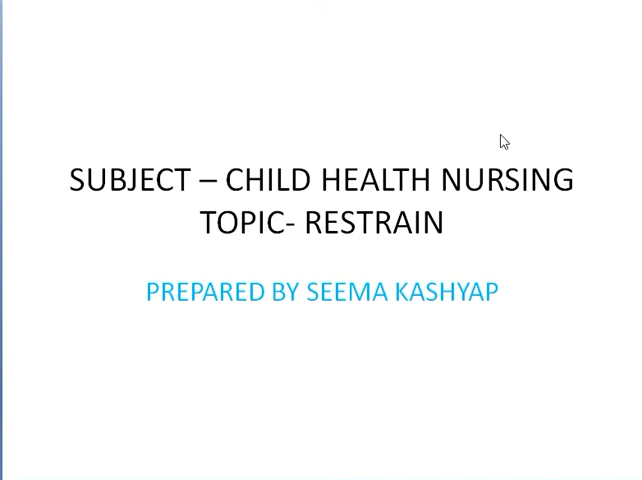 SUBJECT – CHILD HEALTH NURSING
TOPIC- RESTRAIN
PREPARED BY SEEMA KASHYAP